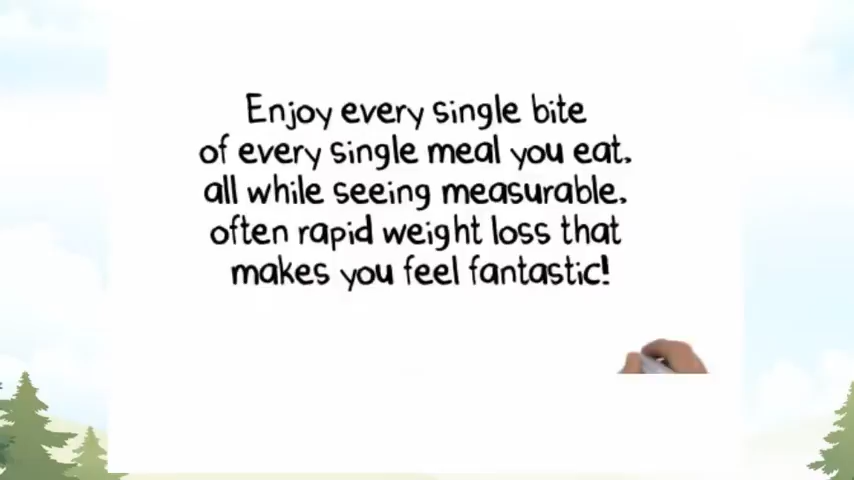 Enjoy every single bite
of every single meal you eat,
all while seeing measurable,
often rapid weight loss that
makes you feel fantastic!